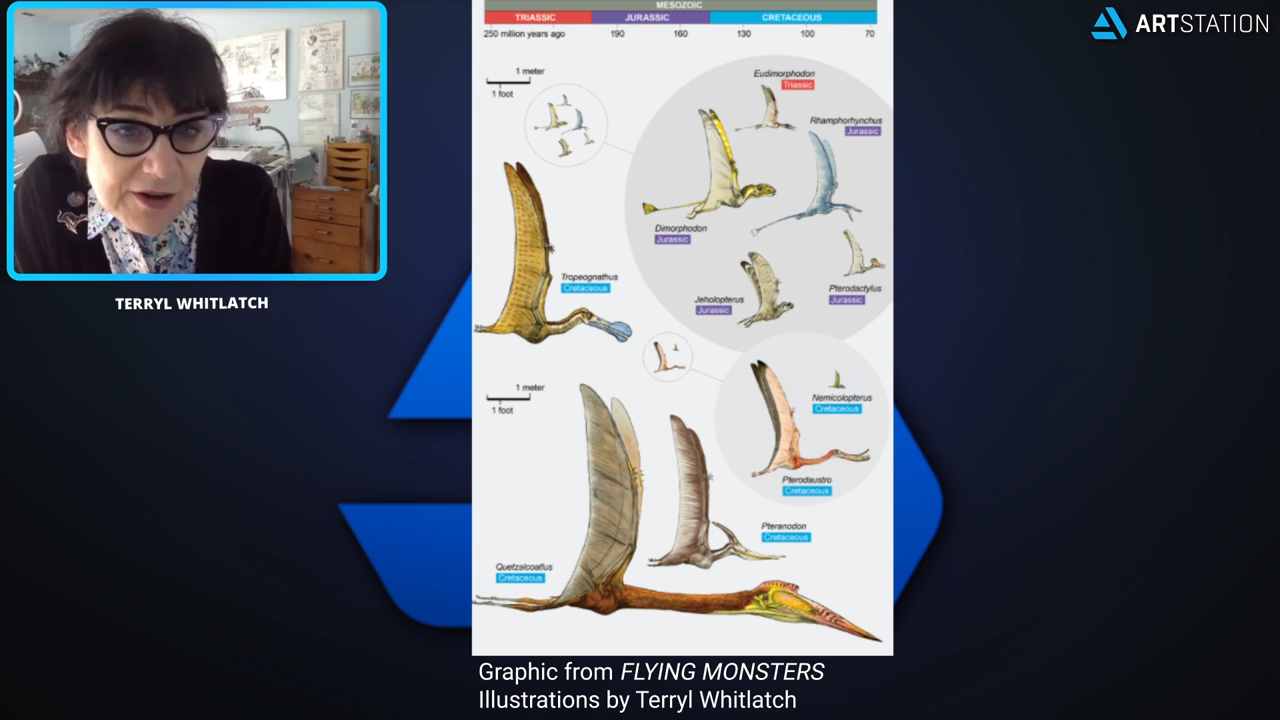 MESOZOIC
TRIASSIC JURASSIC CRETACEOUS
250 million years ago 190 160 130 100 70
ARTSTATION
1 meter
1 foot
Eudimorphodon
Triassic
Rhamphorhynchus
Jurassic
Dimorphodon
Jurassic
Tropeognathus
Cretaceous
Pterodactylus
Jurassic
Jeholopterus
Jurassic
TERRYL WHITLATCH
1 meter
1 foot
Nemicolopterus
Cretaceous
Pterodaustro
Cretaceous
Pteranodon
Cretaceous
Quetzalcoatlus
Cretaceous
Graphic from FLYING MONSTERS
Illustrations by Terryl Whitlatch